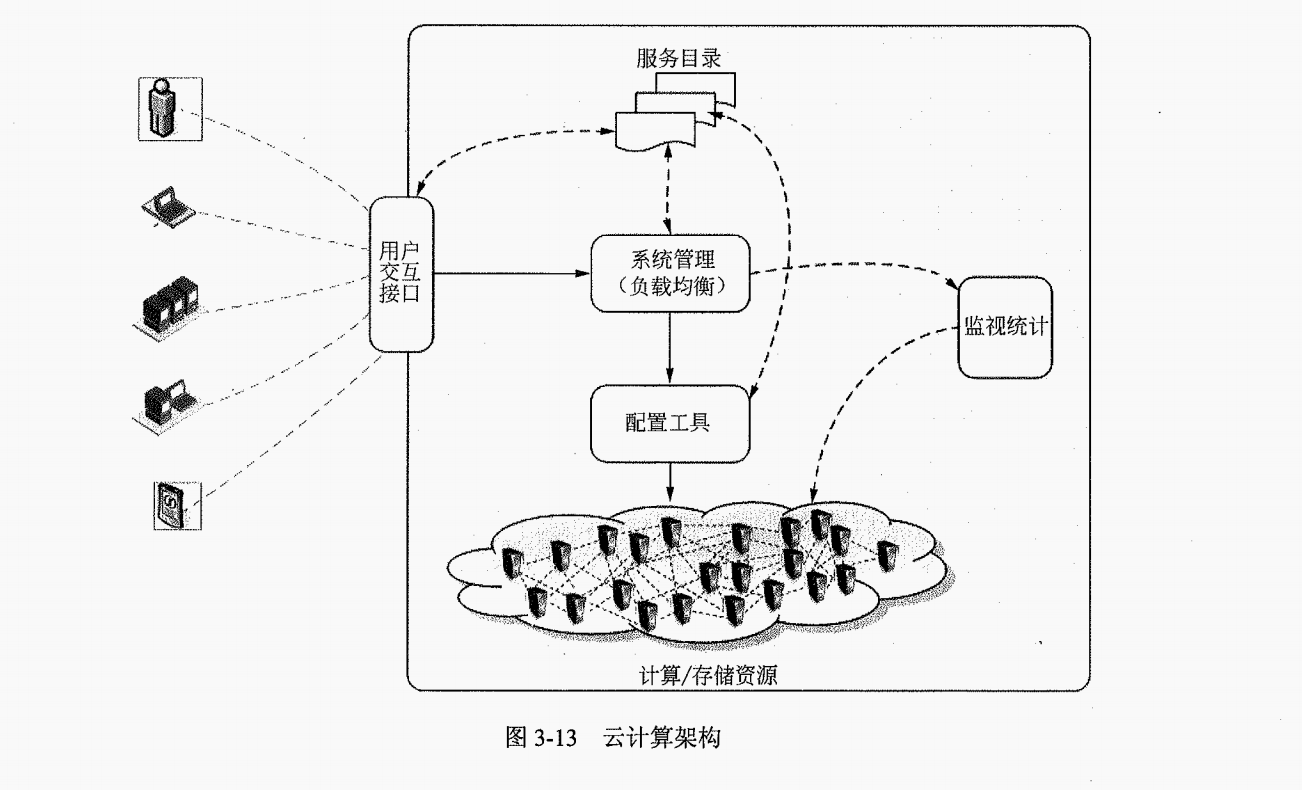 服务目录
用户
交互
接口
系统管理
（负载均衡）
监视统计
配置工具
计算/存储资源
图 3-13 云计算架构